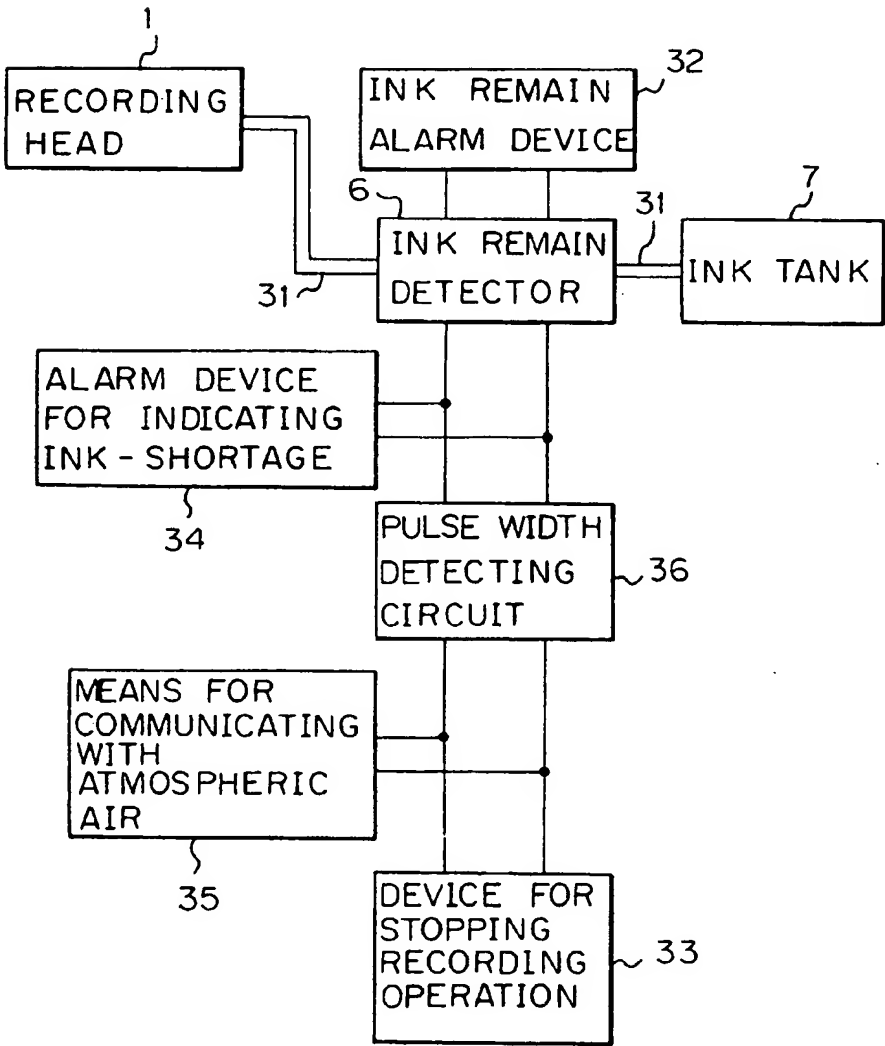 1
RECORDING
HEAD
INK REMAIN
ALARM DEVICE
32
6
INK REMAIN
DETECTOR
31
31
7
INK TANK
ALARM DEVICE
FOR INDICATING
INK-SHORTAGE
34
PULSE WIDTH
DETECTING
CIRCUIT
36
MEANS FOR
COMMUNICATING
WITH
ATMOSPHERIC
AIR
35
DEVICE FOR
STOPPING
RECORDING
OPERATION
33